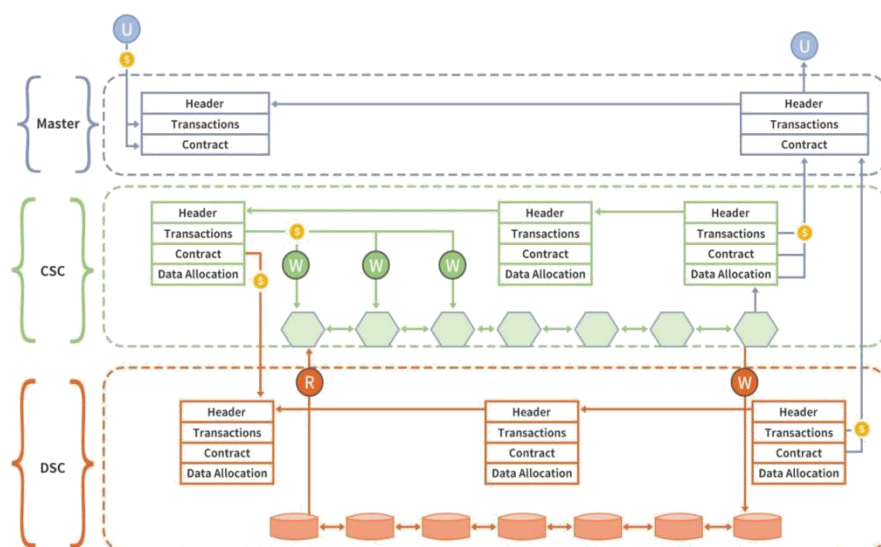 U
$
U
Master
Header
Transactions
Contract
Header
Transactions
Contract
CSC
Header
Transactions
Contract
Data Allocation
$
$
W
W
W
Header
Transactions
Contract
Data Allocation
Header
Transactions
Contract
Data Allocation
$
R
W
DSC
Header
Transactions
Contract
Data Allocation
Header
Transactions
Contract
Data Allocation
Header
Transactions
Contract
Data Allocation
$